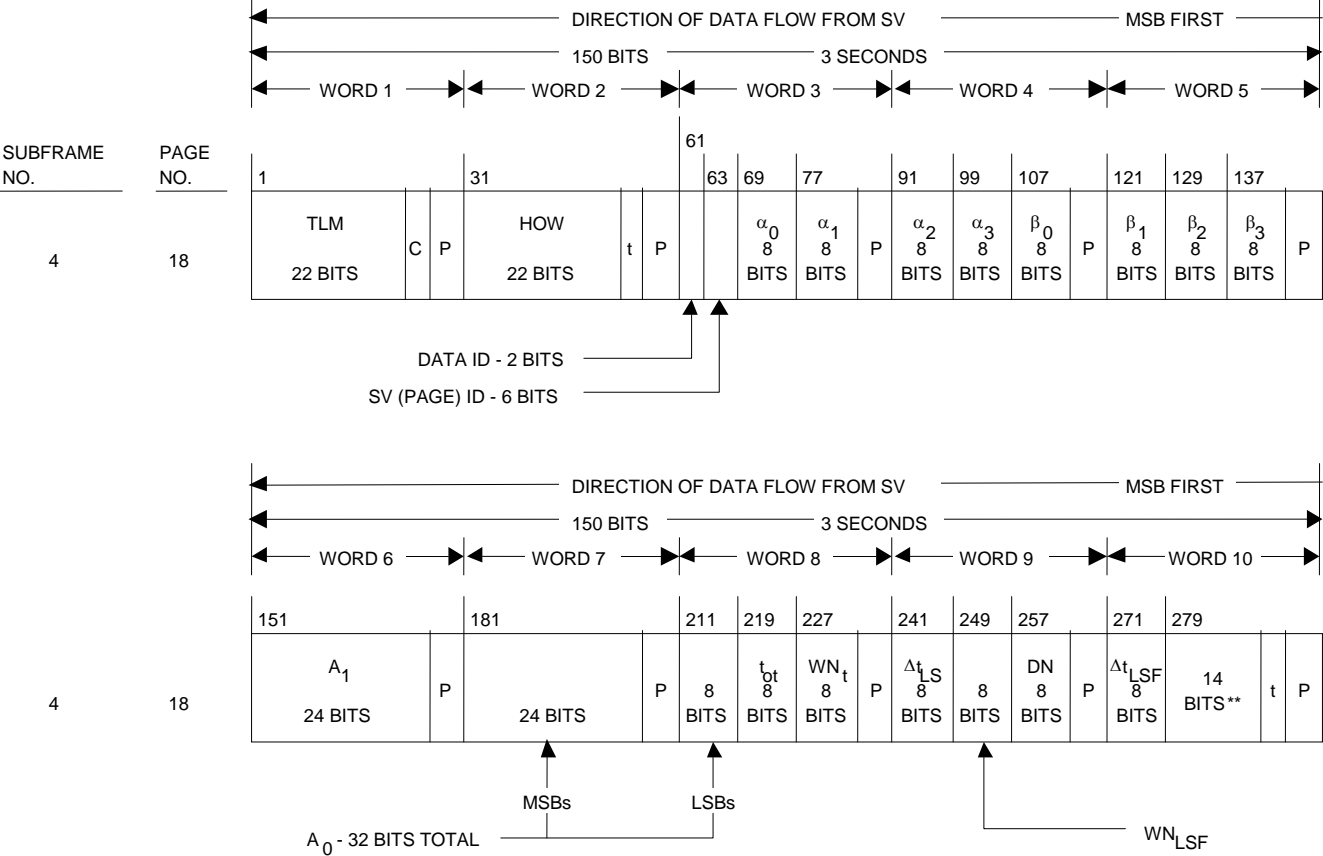 DIRECTION OF DATA FLOW FROM SV MSB FIRST
150 BITS 3 SECONDS
WORD 1 WORD 2 WORD 3 WORD 4 WORD 5
SUBFRAME NO.
PAGE NO.
61
1 31 63 69 77 91 99 107 121 129 137
4
18
TLM 22 BITS
C
P
HOW 22 BITS
t
P
α0 8 BITS
α1 8 BITS
P
α2 8 BITS
α3 8 BITS
β0 8 BITS
P
β1 8 BITS
β2 8 BITS
β3 8 BITS
P
DATA ID - 2 BITS
SV (PAGE) ID - 6 BITS
DIRECTION OF DATA FLOW FROM SV MSB FIRST
150 BITS 3 SECONDS
WORD 6 WORD 7 WORD 8 WORD 9 WORD 10
151 181 211 219 227 241 249 257 271 279
4
18
A1 24 BITS
P
24 BITS
P
8 BITS
tot 8 BITS
WNt 8 BITS
P
ΔtLS 8 BITS
8 BITS
DN 8 BITS
P
ΔtLSF 8 BITS
14 BITS**
t
P
MSBs LSBs
A0 - 32 BITS TOTAL
WNLSF